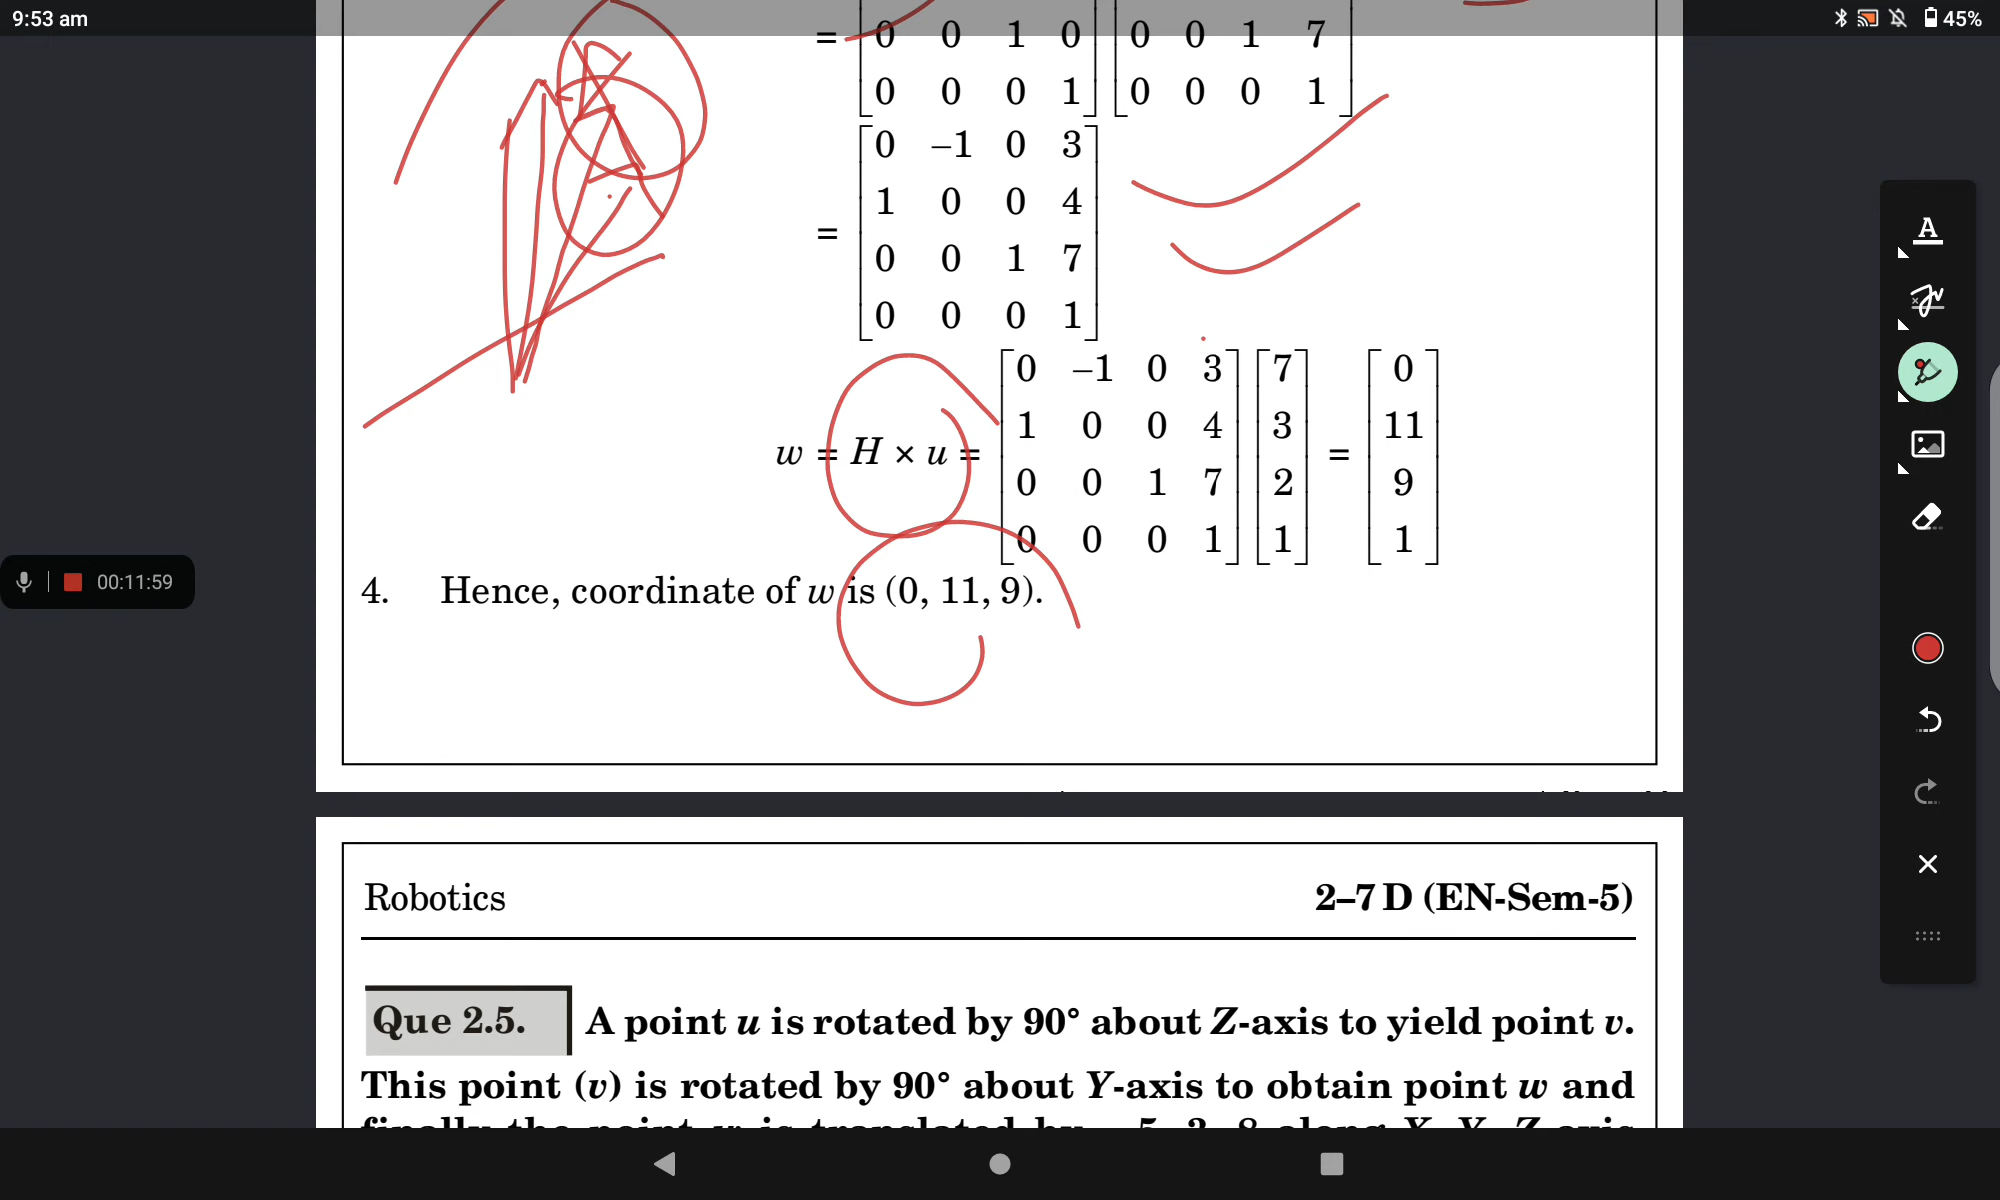 9:53 am 45%
= 0 0 1 0 0 0 1 7
0 0 0 1 0 0 0 1
0 –1 0 3
1 0 0 4
=
0 0 1 7
0 0 0 1
0 –1 0 3 7 0
1 0 0 4 3 11
w = H × u = =
0 0 1 7 2 9
0 0 0 1 1 1
00:11:59
4. Hence, coordinate of w is (0, 11, 9).
Robotics 2–7 D (EN-Sem-5)
Que 2.5. A point u is rotated by 90° about Z-axis to yield point v.
This point (v) is rotated by 90° about Y-axis to obtain point w and